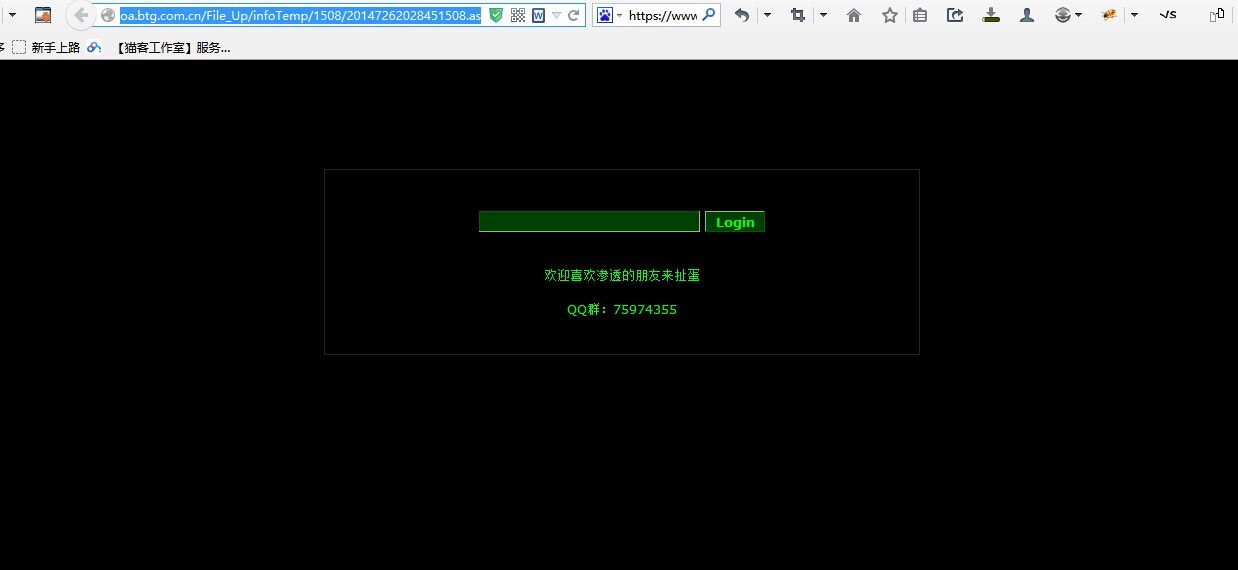 oa.btg.com.cn/File_Up/infoTemp/1508/20147262028451508.as
https://www
新手上路
【猫客工作室】服务...
Login
欢迎喜欢渗透的朋友来扯蛋
QQ群：75974355